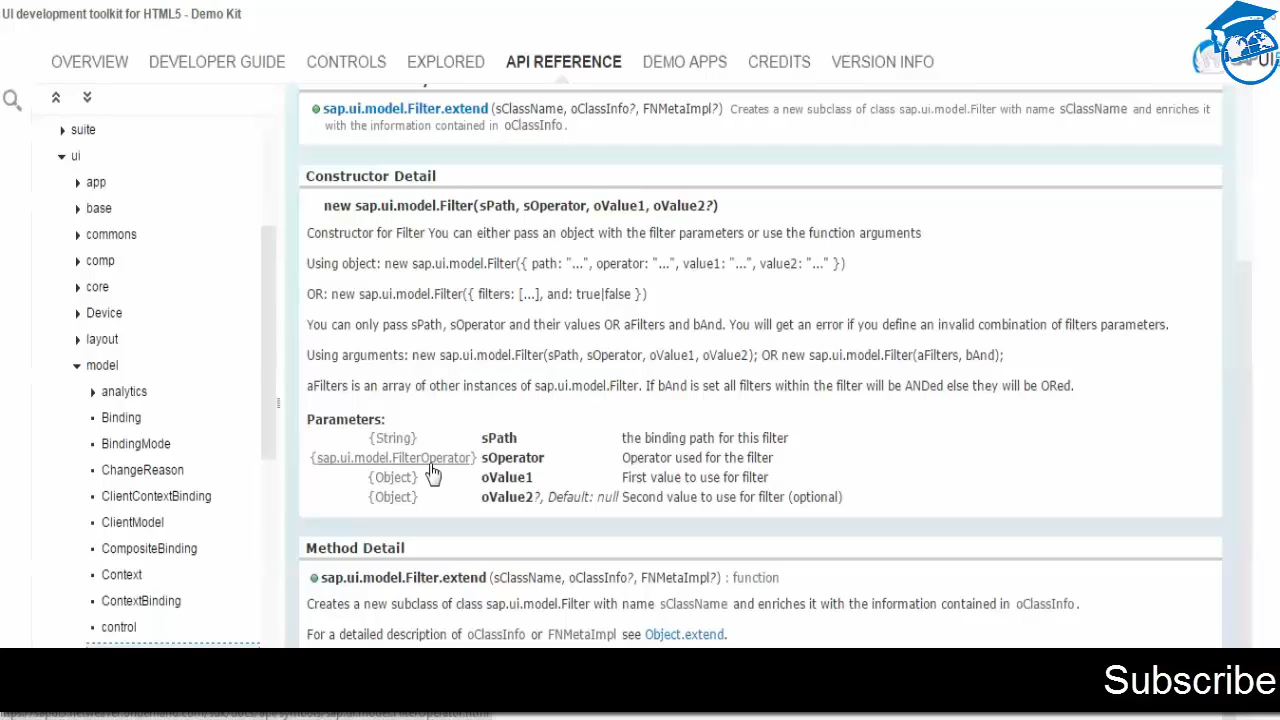 UI development toolkit for HTML5 - Demo Kit
OVERVIEW DEVELOPER GUIDE CONTROLS EXPLORED API REFERENCE DEMO APPS CREDITS VERSION INFO
suite
ui
app
base
commons
comp
core
Device
layout
model
analytics
Binding
BindingMode
ChangeReason
ClientContextBinding
ClientModel
CompositeBinding
Context
ContextBinding
control
sap.ui.model.Filter.extend (sClassName, oClassInfo?, FNMetaImpl?) Creates a new subclass of class sap.ui.model.Filter with name sClassName and enriches it
with the information contained in oClassInfo.
Constructor Detail
new sap.ui.model.Filter(sPath, sOperator, oValue1, oValue2?)
Constructor for Filter You can either pass an object with the filter parameters or use the function arguments
Using object: new sap.ui.model.Filter({ path: "...", operator: "...", value1: "...", value2: "..." })
OR: new sap.ui.model.Filter({ filters: [...], and: true|false })
You can only pass sPath, sOperator and their values OR aFilters and bAnd. You will get an error if you define an invalid combination of filters parameters.
Using arguments: new sap.ui.model.Filter(sPath, sOperator, oValue1, oValue2); OR new sap.ui.model.Filter(aFilters, bAnd);
aFilters is an array of other instances of sap.ui.model.Filter. If bAnd is set all filters within the filter will be ANDed else they will be ORed.
Parameters:
{String} sPath the binding path for this filter
{sap.ui.model.FilterOperator} sOperator Operator used for the filter
{Object} oValue1 First value to use for filter
{Object} oValue2?, Default: null Second value to use for filter (optional)
Method Detail
sap.ui.model.Filter.extend (sClassName, oClassInfo?, FNMetaImpl?) : function
Creates a new subclass of class sap.ui.model.Filter with name sClassName and enriches it with the information contained in oClassInfo.
For a detailed description of oClassInfo or FNMetaImpl see Object.extend.
Subscribe